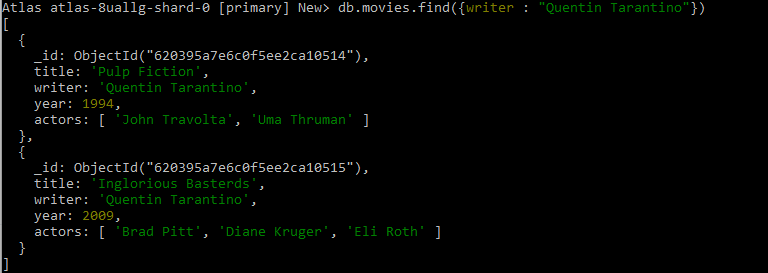 Atlas atlas-8uallg-shard-0 [primary] New> db.movies.find({writer : "Quentin Tarantino"})
[
  {
    _id: ObjectId("620395a7e6c0f5ee2ca10514"),
    title: 'Pulp Fiction',
    writer: 'Quentin Tarantino',
    year: 1994,
    actors: [ 'John Travolta', 'Uma Thruman' ]
  },
  {
    _id: ObjectId("620395a7e6c0f5ee2ca10515"),
    title: 'Inglorious Basterds',
    writer: 'Quentin Tarantino',
    year: 2009,
    actors: [ 'Brad Pitt', 'Diane Kruger', 'Eli Roth' ]
  }
]